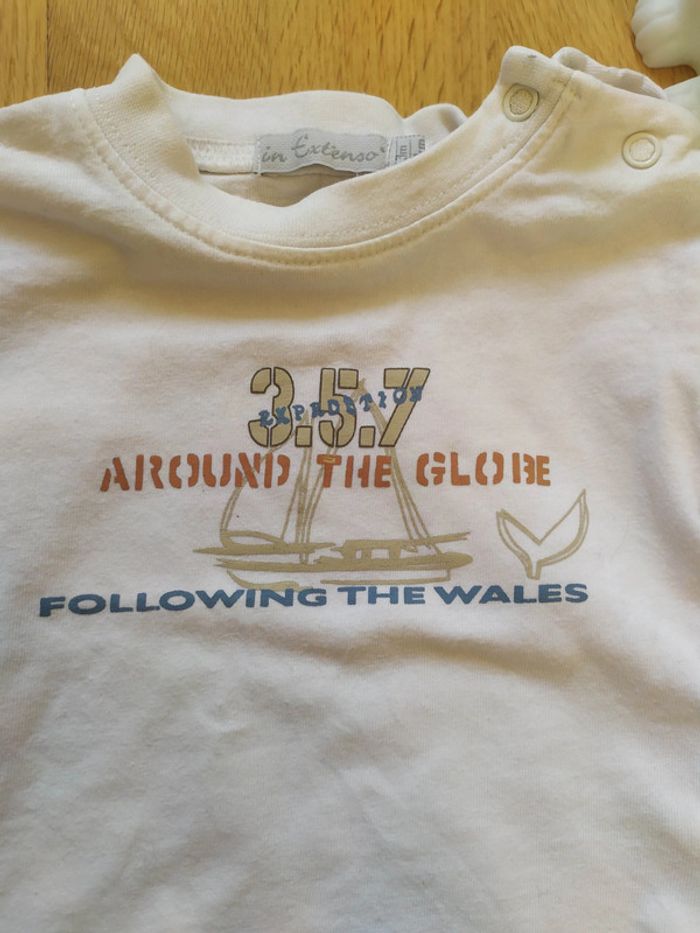 in Extenso
3.5.7
EXPEDITION
AROUND THE GLOBE
FOLLOWING THE WALES